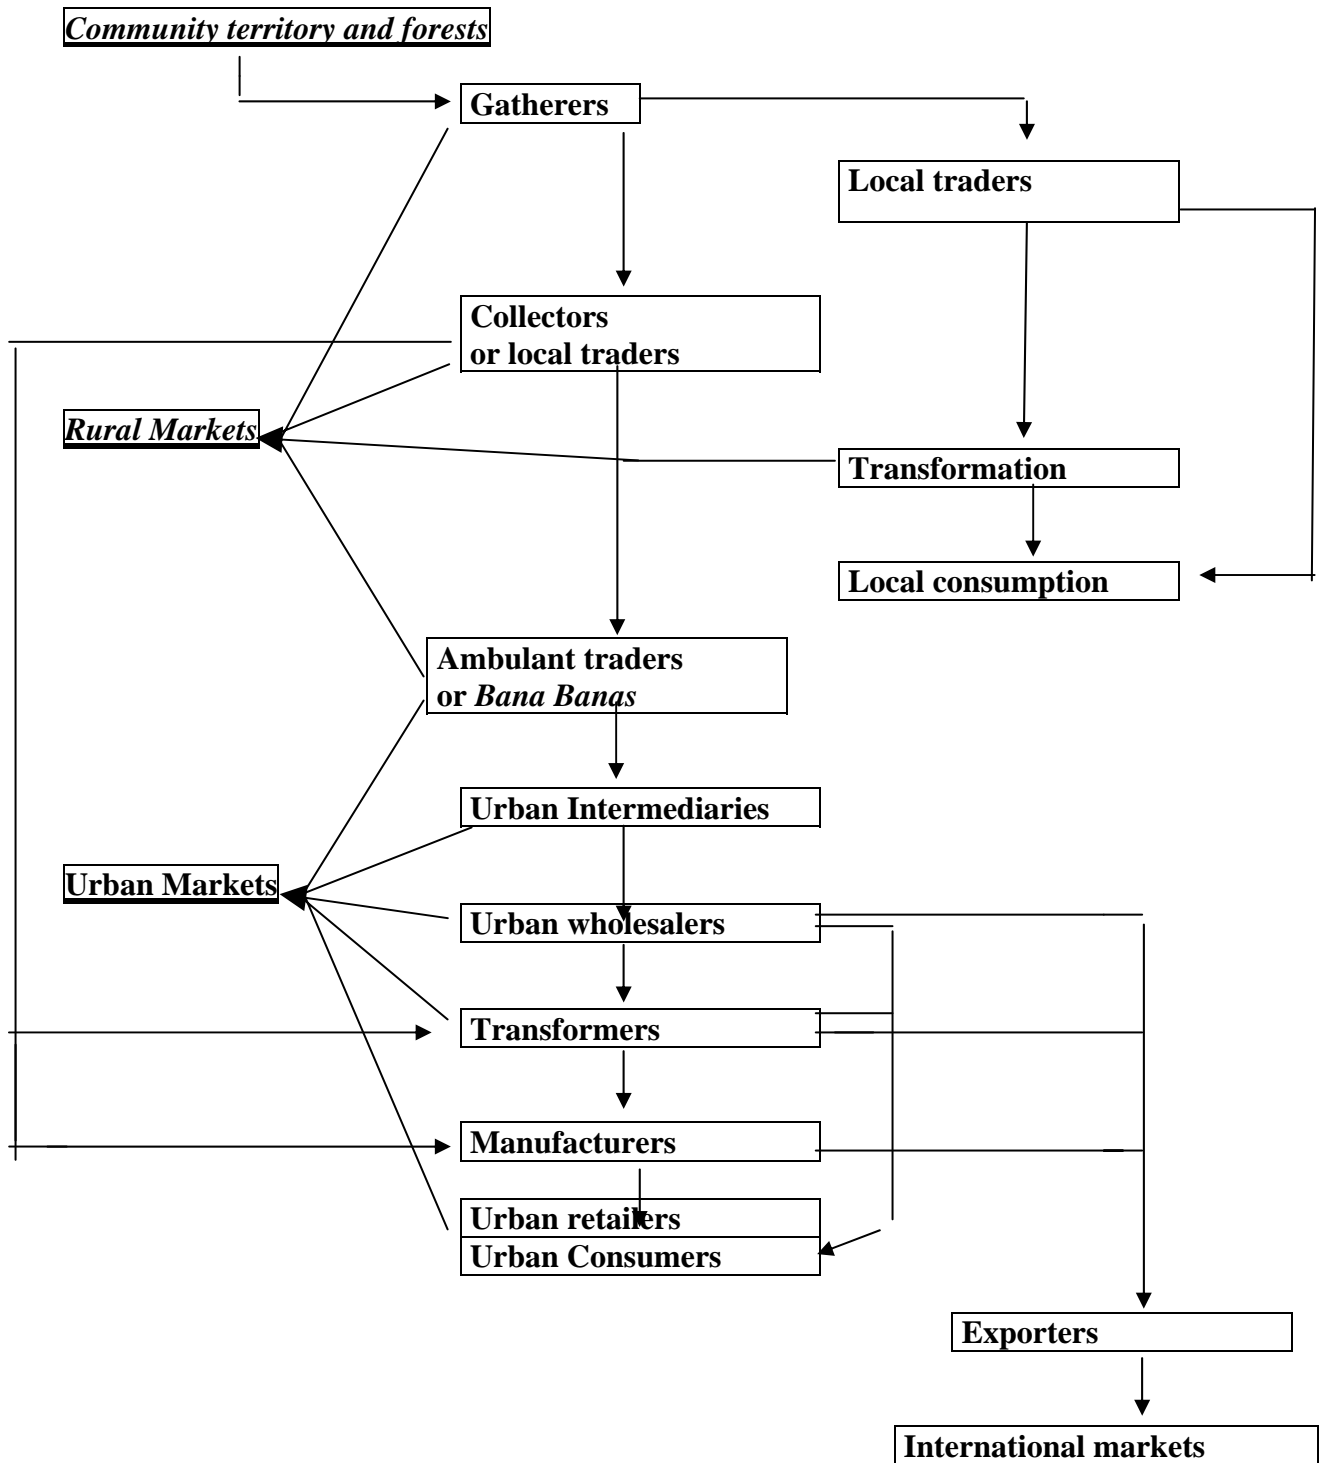 Community territory and forests
Gatherers
Local traders
Collectors
or local traders
Rural Markets
Transformation
Local consumption
Ambulant traders
or Bana Banas
Urban Intermediaries
Urban Markets
Urban wholesalers
Transformers
Manufacturers
Urban retailers
Urban Consumers
Exporters
International markets